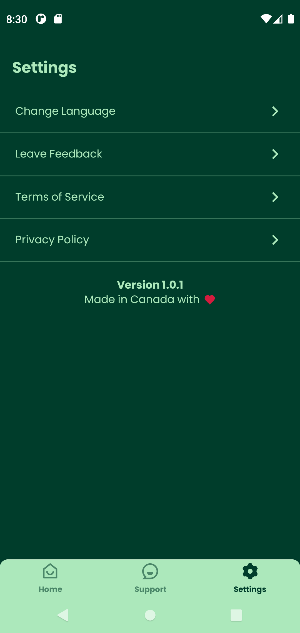 8:30
Settings
Change Language
Leave Feedback
Terms of Service
Privacy Policy
Version 1.0.1
Made in Canada with
Home Support Settings